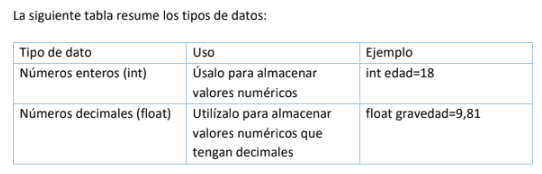 La siguiente tabla resume los tipos de datos:
Tipo de dato Uso Ejemplo
Números enteros (int) Úsalo para almacenar int edad=18
valores numéricos
Números decimales (float) Utilízalo para almacenar float gravedad=9,81
valores numéricos que
tengan decimales